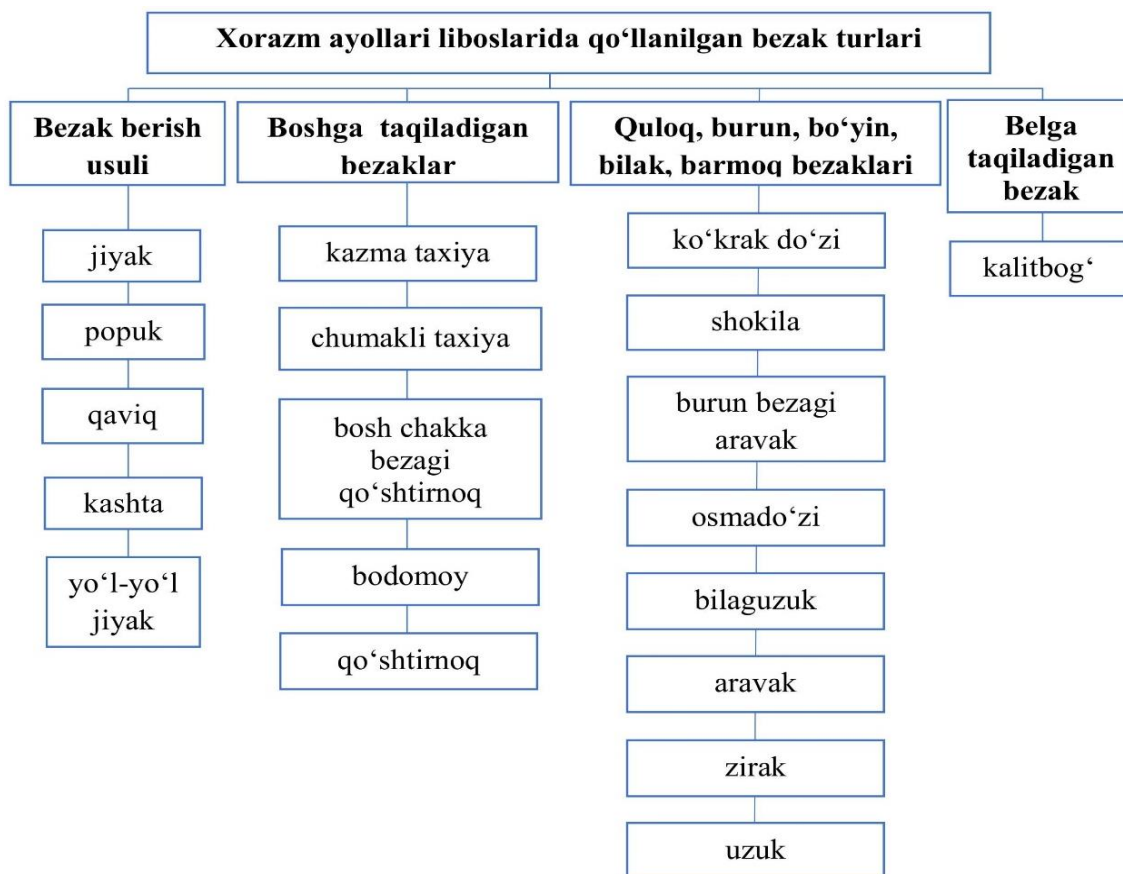 Xorazm ayollari liboslarida qo‘llanilgan bezak turlari
Bezak berish
usuli
jiyak
popuk
qaviq
kashta
yo‘l-yo‘l
jiyak
Boshga taqiladigan
bezaklar
kazma taxiya
chumakli taxiya
bosh chakka
bezagi
qo‘shtirnoq
bodomoy
qo‘shtirnoq
Quloq, burun, bo‘yin,
bilak, barmoq bezaklari
ko‘krak do‘zi
shokila
burun bezagi
aravak
osmado‘zi
bilaguzuk
aravak
zirak
uzuk
Belga
taqiladigan
bezak
kalitbog‘